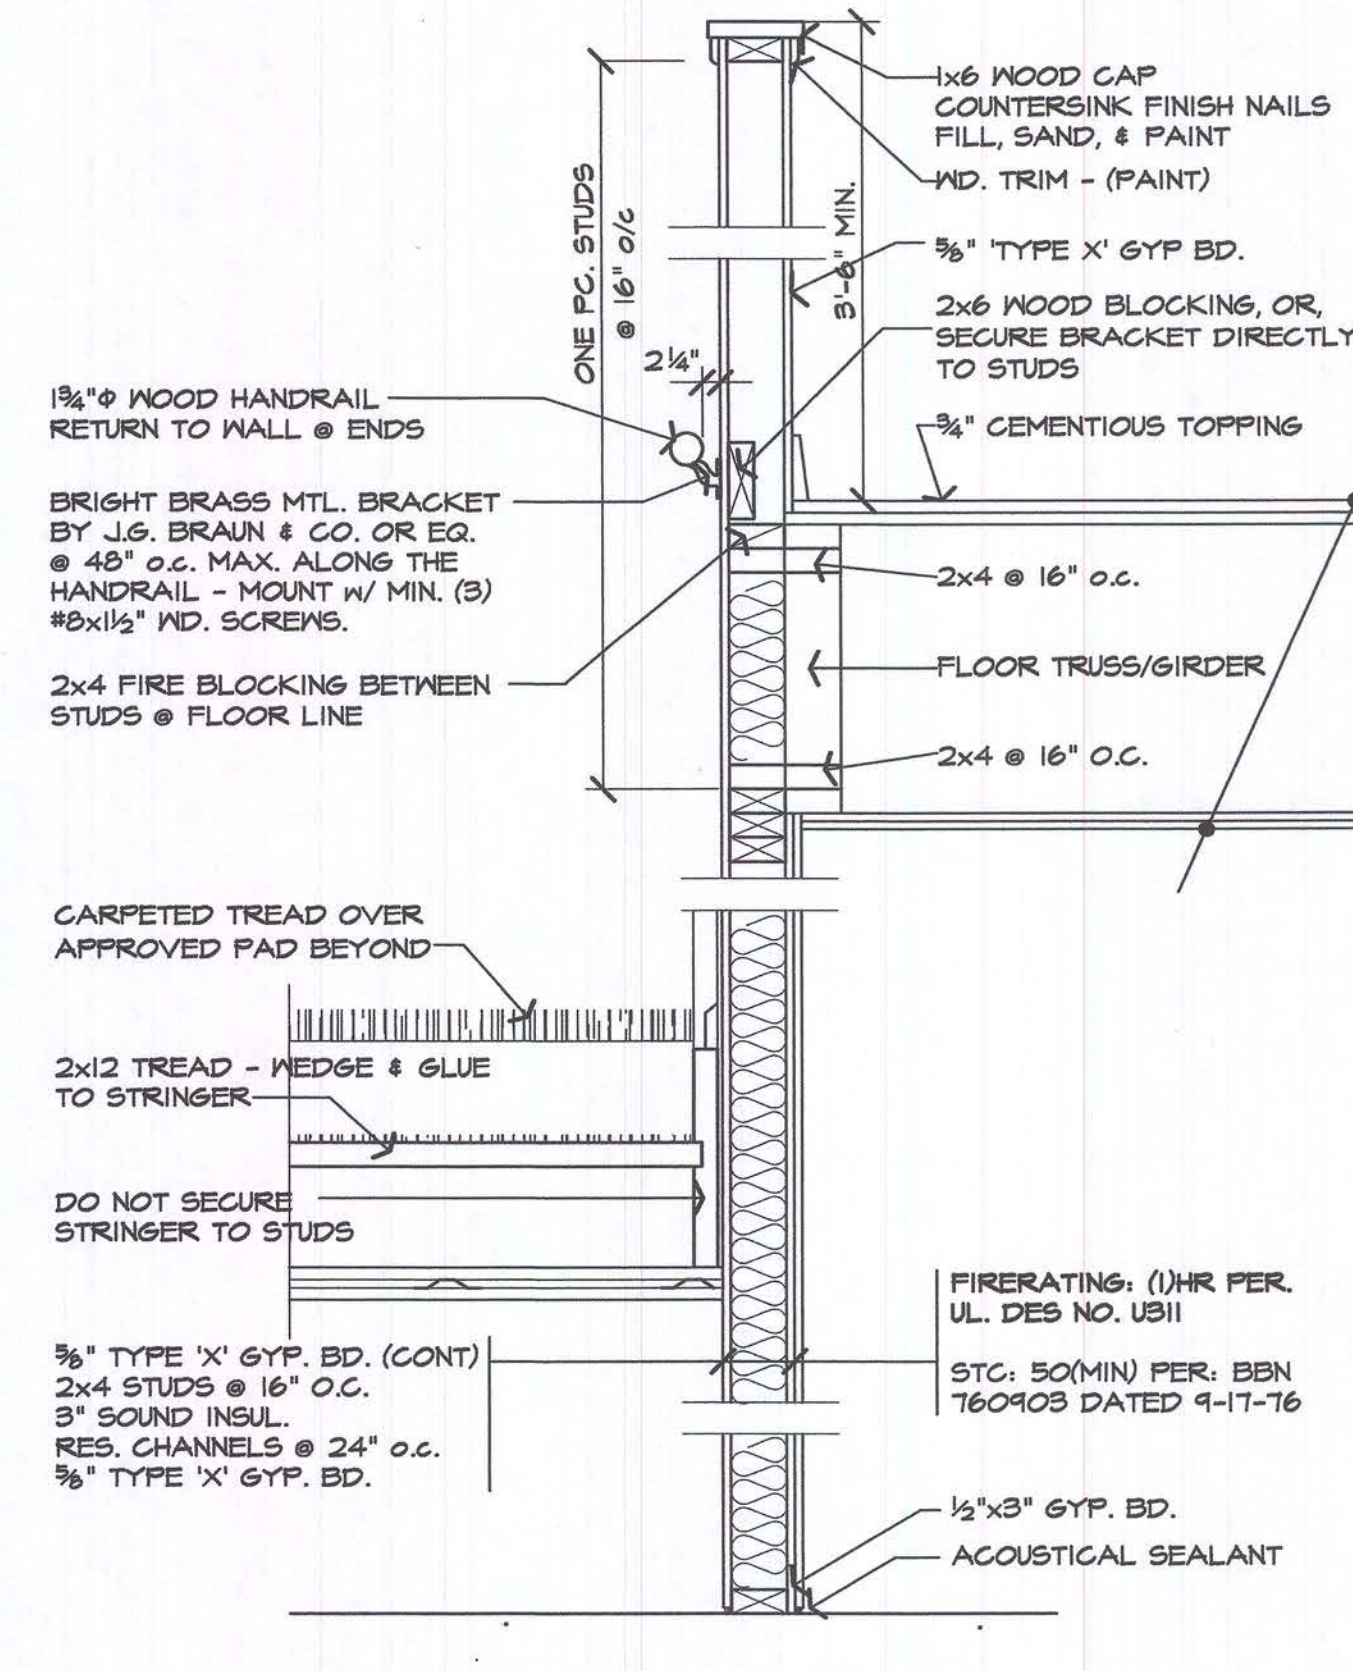 1x6 WOOD CAP
COUNTERSINK FINISH NAILS
FILL, SAND, & PAINT
WD. TRIM - (PAINT)
ONE PC. STUDS
@ 16" O/C
3'-6" MIN.
5/8" 'TYPE X' GYP BD.
2x6 WOOD BLOCKING, OR,
SECURE BRACKET DIRECTLY
TO STUDS
2 1/4"
1 3/4"Φ WOOD HANDRAIL
RETURN TO WALL @ ENDS
3/4" CEMENTIOUS TOPPING
BRIGHT BRASS MTL. BRACKET
BY J.G. BRAUN & CO. OR EQ.
@ 48" O.C. MAX. ALONG THE
HANDRAIL - MOUNT W/ MIN. (3)
#8x1 1/2" WD. SCREWS.
2x4 @ 16" O.C.
2x4 FIRE BLOCKING BETWEEN
STUDS @ FLOOR LINE
FLOOR TRUSS/GIRDER
2x4 @ 16" O.C.
CARPETED TREAD OVER
APPROVED PAD BEYOND
2x12 TREAD - WEDGE & GLUE
TO STRINGER
DO NOT SECURE
STRINGER TO STUDS
FIRERATING: (1)HR PER.
UL. DES NO. U311
STC: 50(MIN) PER: BBN
760903 DATED 9-17-76
5/8" TYPE 'X' GYP. BD. (CONT)
2x4 STUDS @ 16" O.C.
3" SOUND INSUL.
RES. CHANNELS @ 24" O.C.
5/8" TYPE 'X' GYP. BD.
1/2"x3" GYP. BD.
ACOUSTICAL SEALANT